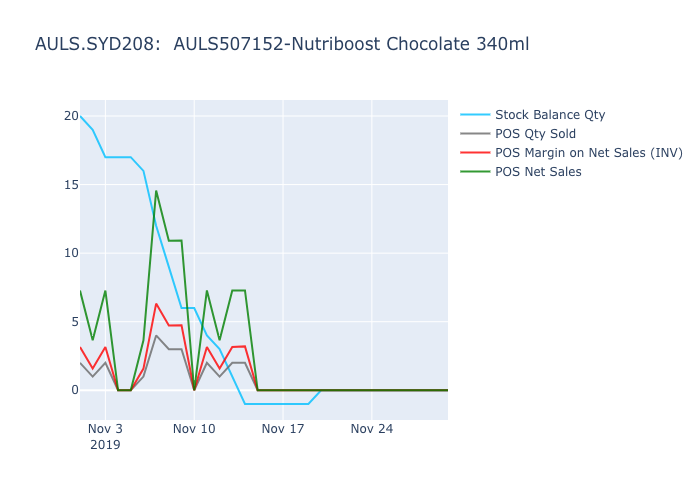 AULS.SYD208:  AULS507152-Nutriboost Chocolate 340ml
Stock Balance Qty
POS Qty Sold
POS Margin on Net Sales (INV)
POS Net Sales
20
15
10
5
0
Nov 3
2019
Nov 10
Nov 17
Nov 24